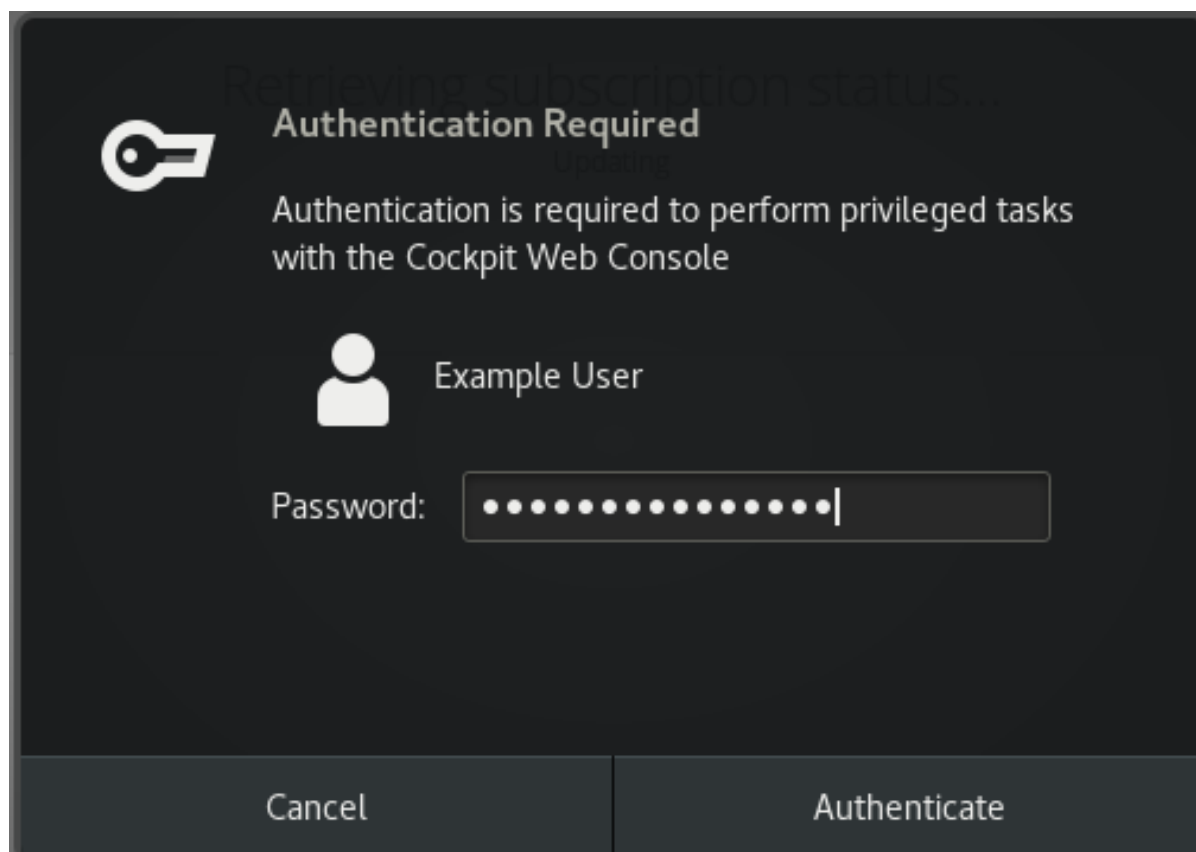 Retrieving subscription status...
Authentication Required
Updating
Authentication is required to perform privileged tasks
with the Cockpit Web Console
Example User
Password: •••••••••••••••
Cancel
Authenticate